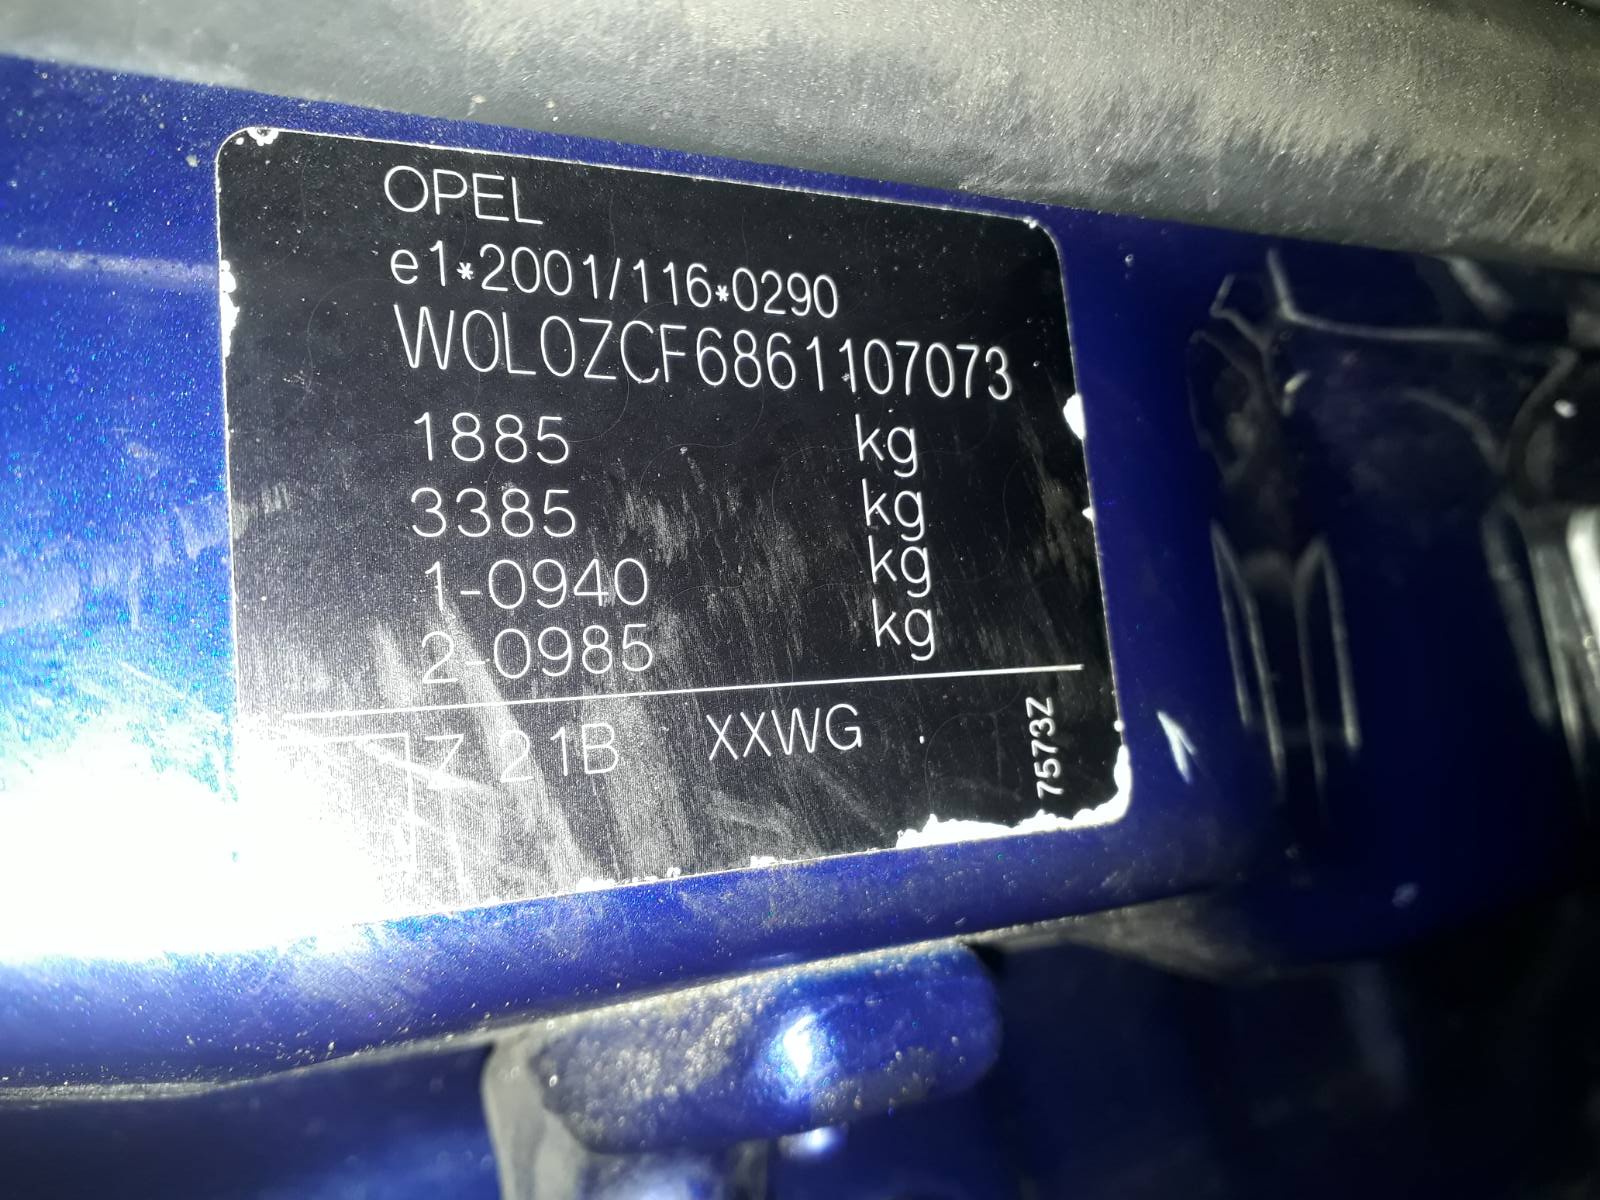 OPEL
e1*2001/116*0290
W0L0ZCF6861107073
1885 kg
3385 kg
1-0940 kg
2-0985 kg
Z 21B XXWG
7573Z